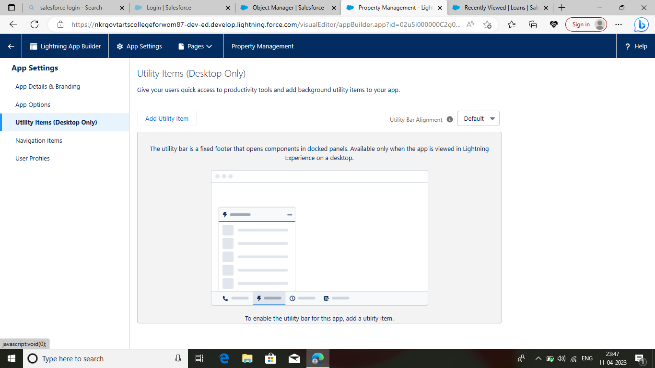 salesforce login - Search
Login | Salesforce
Object Manager | Salesforce
Property Management - Light
Recently Viewed | Loans | Sal
https://nkrgovtartscollegeforwom87-dev-ed.develop.lightning.force.com/visualEditor/appBuilder.app?id=02u5i000000C2q0...
Sign in
Lightning App Builder
App Settings
Pages
Property Management
? Help
App Settings
App Details & Branding
App Options
Utility Items (Desktop Only)
Navigation Items
User Profiles
Utility Items (Desktop Only)
Give your users quick access to productivity tools and add background utility items to your app.
Add Utility Item
Utility Bar Alignment
Default
The utility bar is a fixed footer that opens components in docked panels. Available only when the app is viewed in Lightning
Experience on a desktop.
To enable the utility bar for this app, add a utility item.
javascript:void(0);
Type here to search
ENG
23:47
11-04-2023